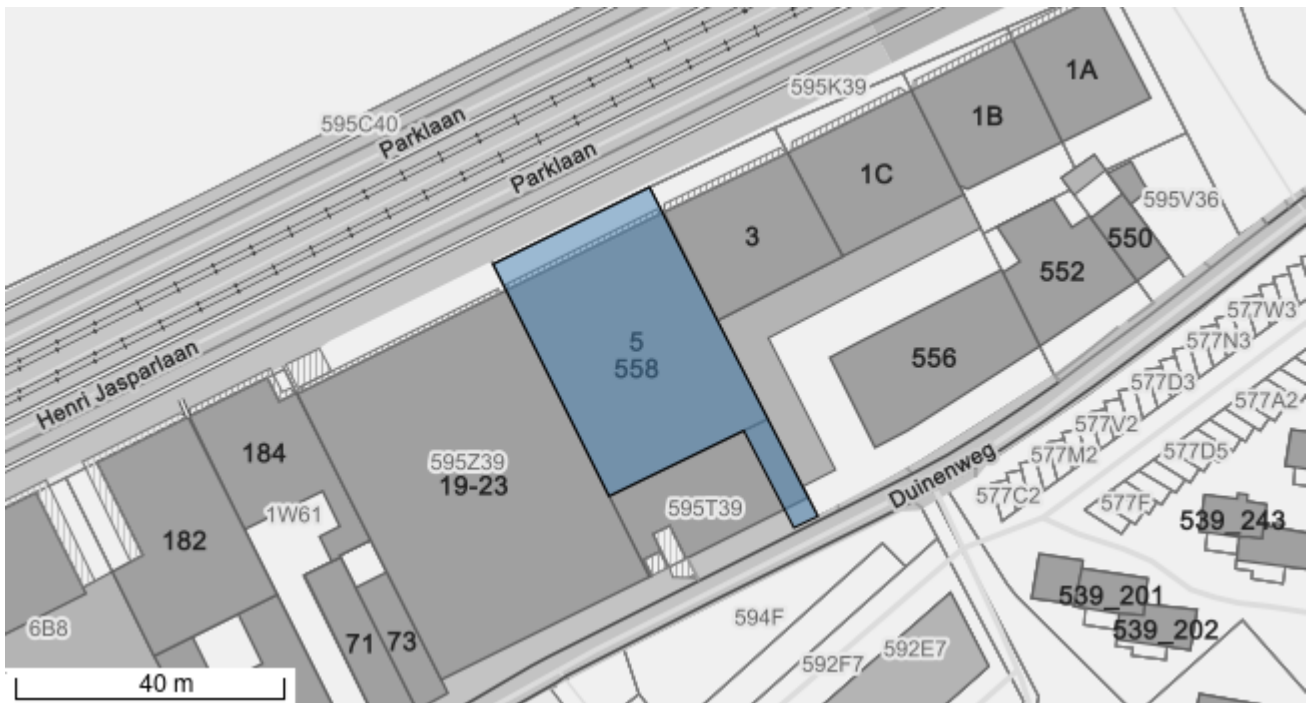 1A
595K39
1B
595C40
Parklaan
Parklaan
1C
595V36
3
550
552
577W3
5
558
577N3
Henri Jasparlaan
556
577D3
577A2
577V2
184
577M2
577D5
595Z39
19-23
Duinenweg
577C2
577F
1W61
595T39
539_243
182
539_201
594F
6B8
539_202
71
73
592E7
592F7
40 m